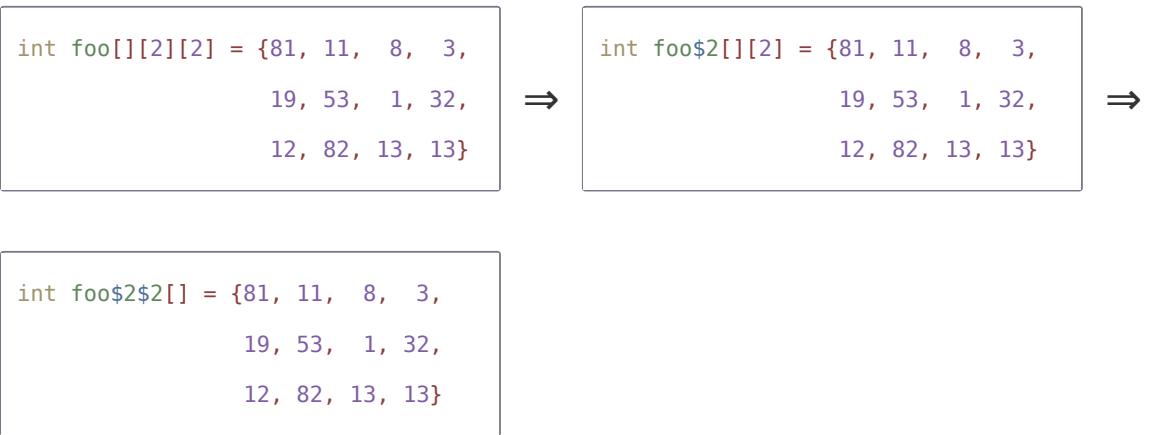 int foo[][2][2] = {81, 11,  8,  3,
                   19, 53,  1, 32,
                   12, 82, 13, 13}
⇒
int foo$2[][2] = {81, 11,  8,  3,
                  19, 53,  1, 32,
                  12, 82, 13, 13}
⇒
int foo$2$2[] = {81, 11,  8,  3,
                 19, 53,  1, 32,
                 12, 82, 13, 13}